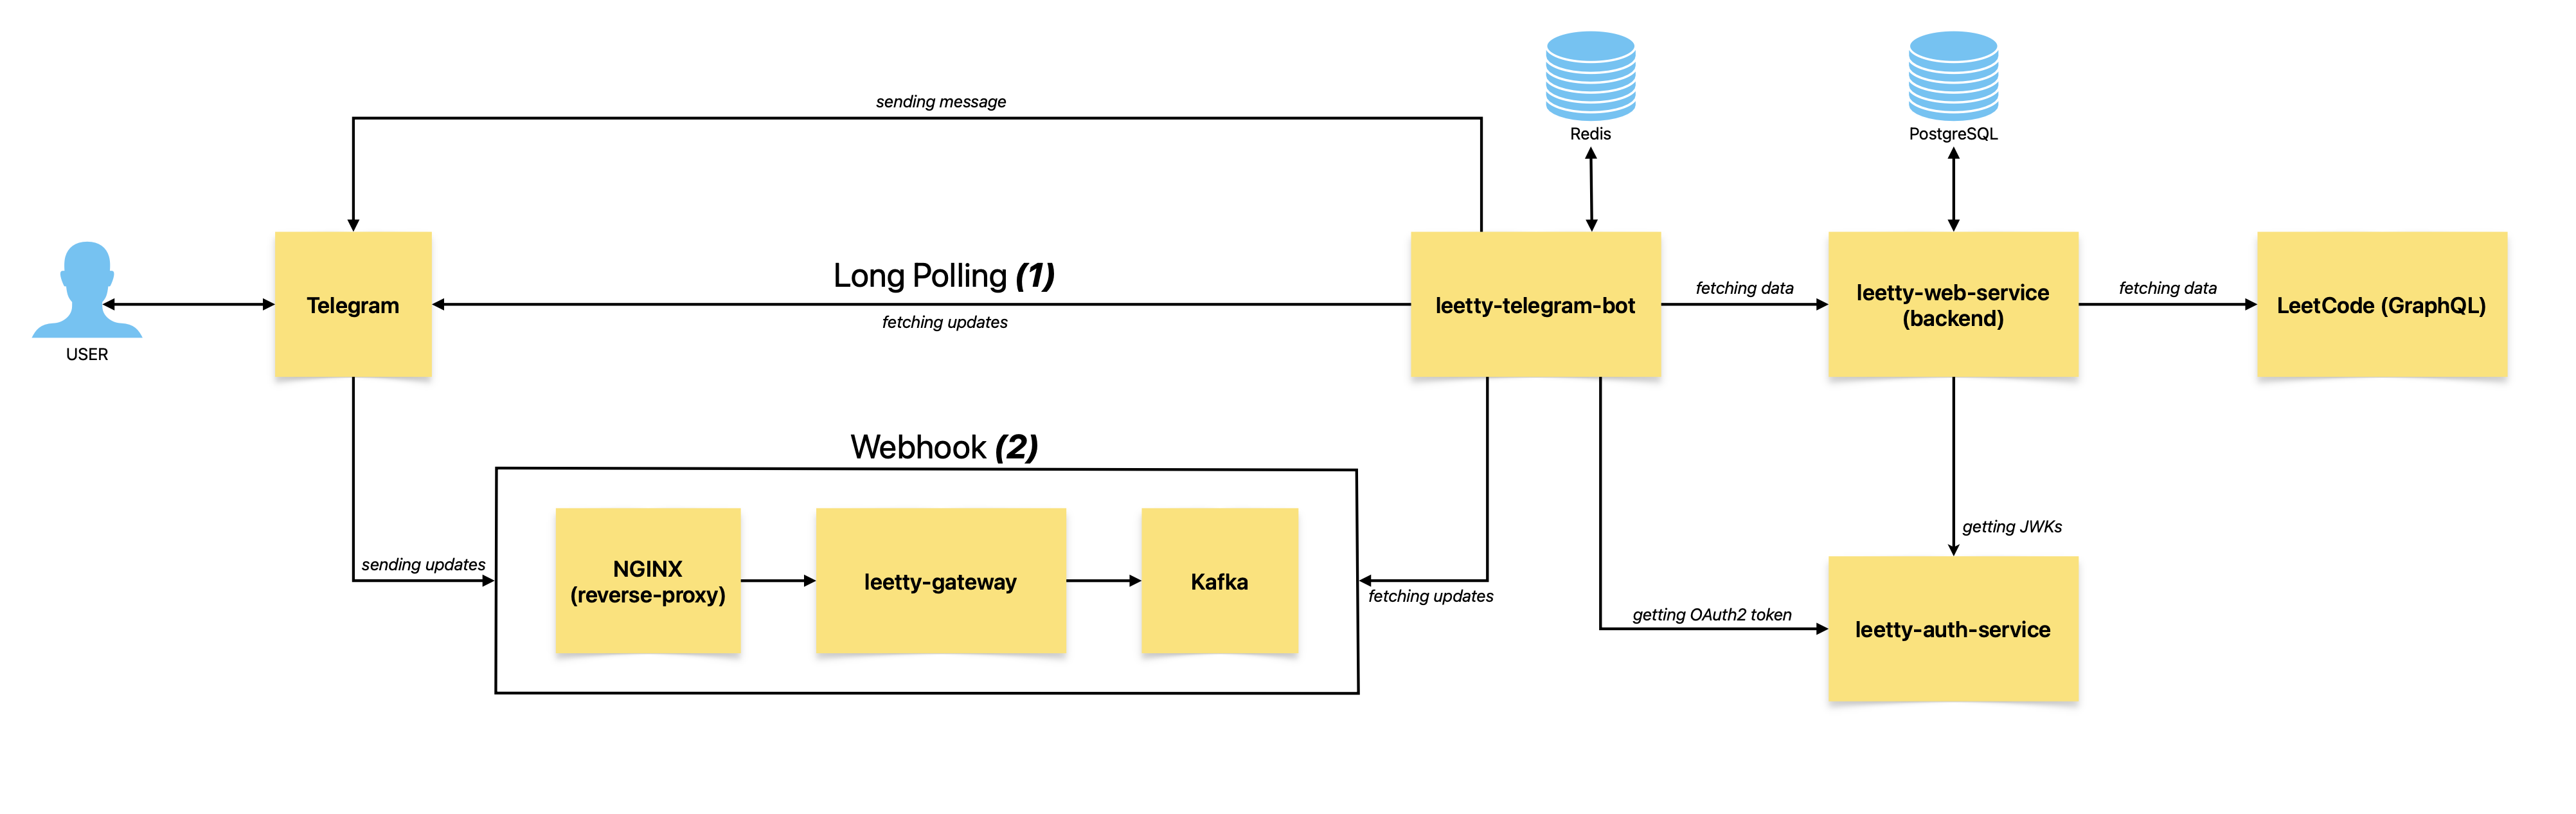 sending message
Redis
PostgreSQL
USER
Telegram
Long Polling (1)
fetching updates
leetty-telegram-bot
fetching data
leetty-web-service
(backend)
fetching data
LeetCode (GraphQL)
Webhook (2)
sending updates
NGINX
(reverse-proxy)
leetty-gateway
Kafka
fetching updates
getting JWKs
getting OAuth2 token
leetty-auth-service